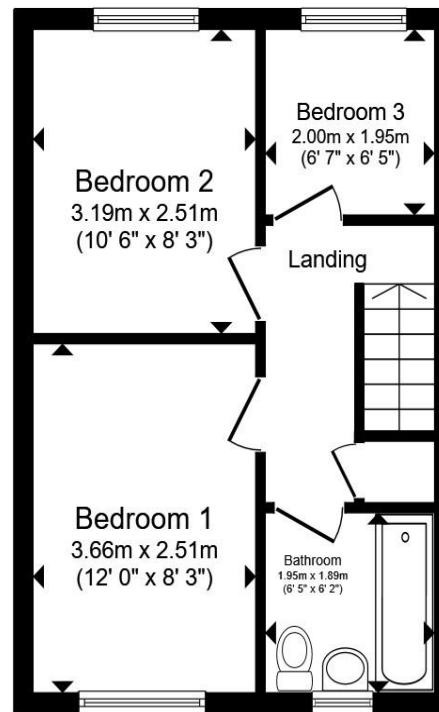 Bedroom 3
2.00m x 1.95m
(6' 7" x 6' 5")
Bedroom 2
3.19m x 2.51m
(10' 6" x 8' 3")
Landing
Bedroom 1
3.66m x 2.51m
(12' 0" x 8' 3")
Bathroom
1.95m x 1.89m
(6' 5" x 6' 2")